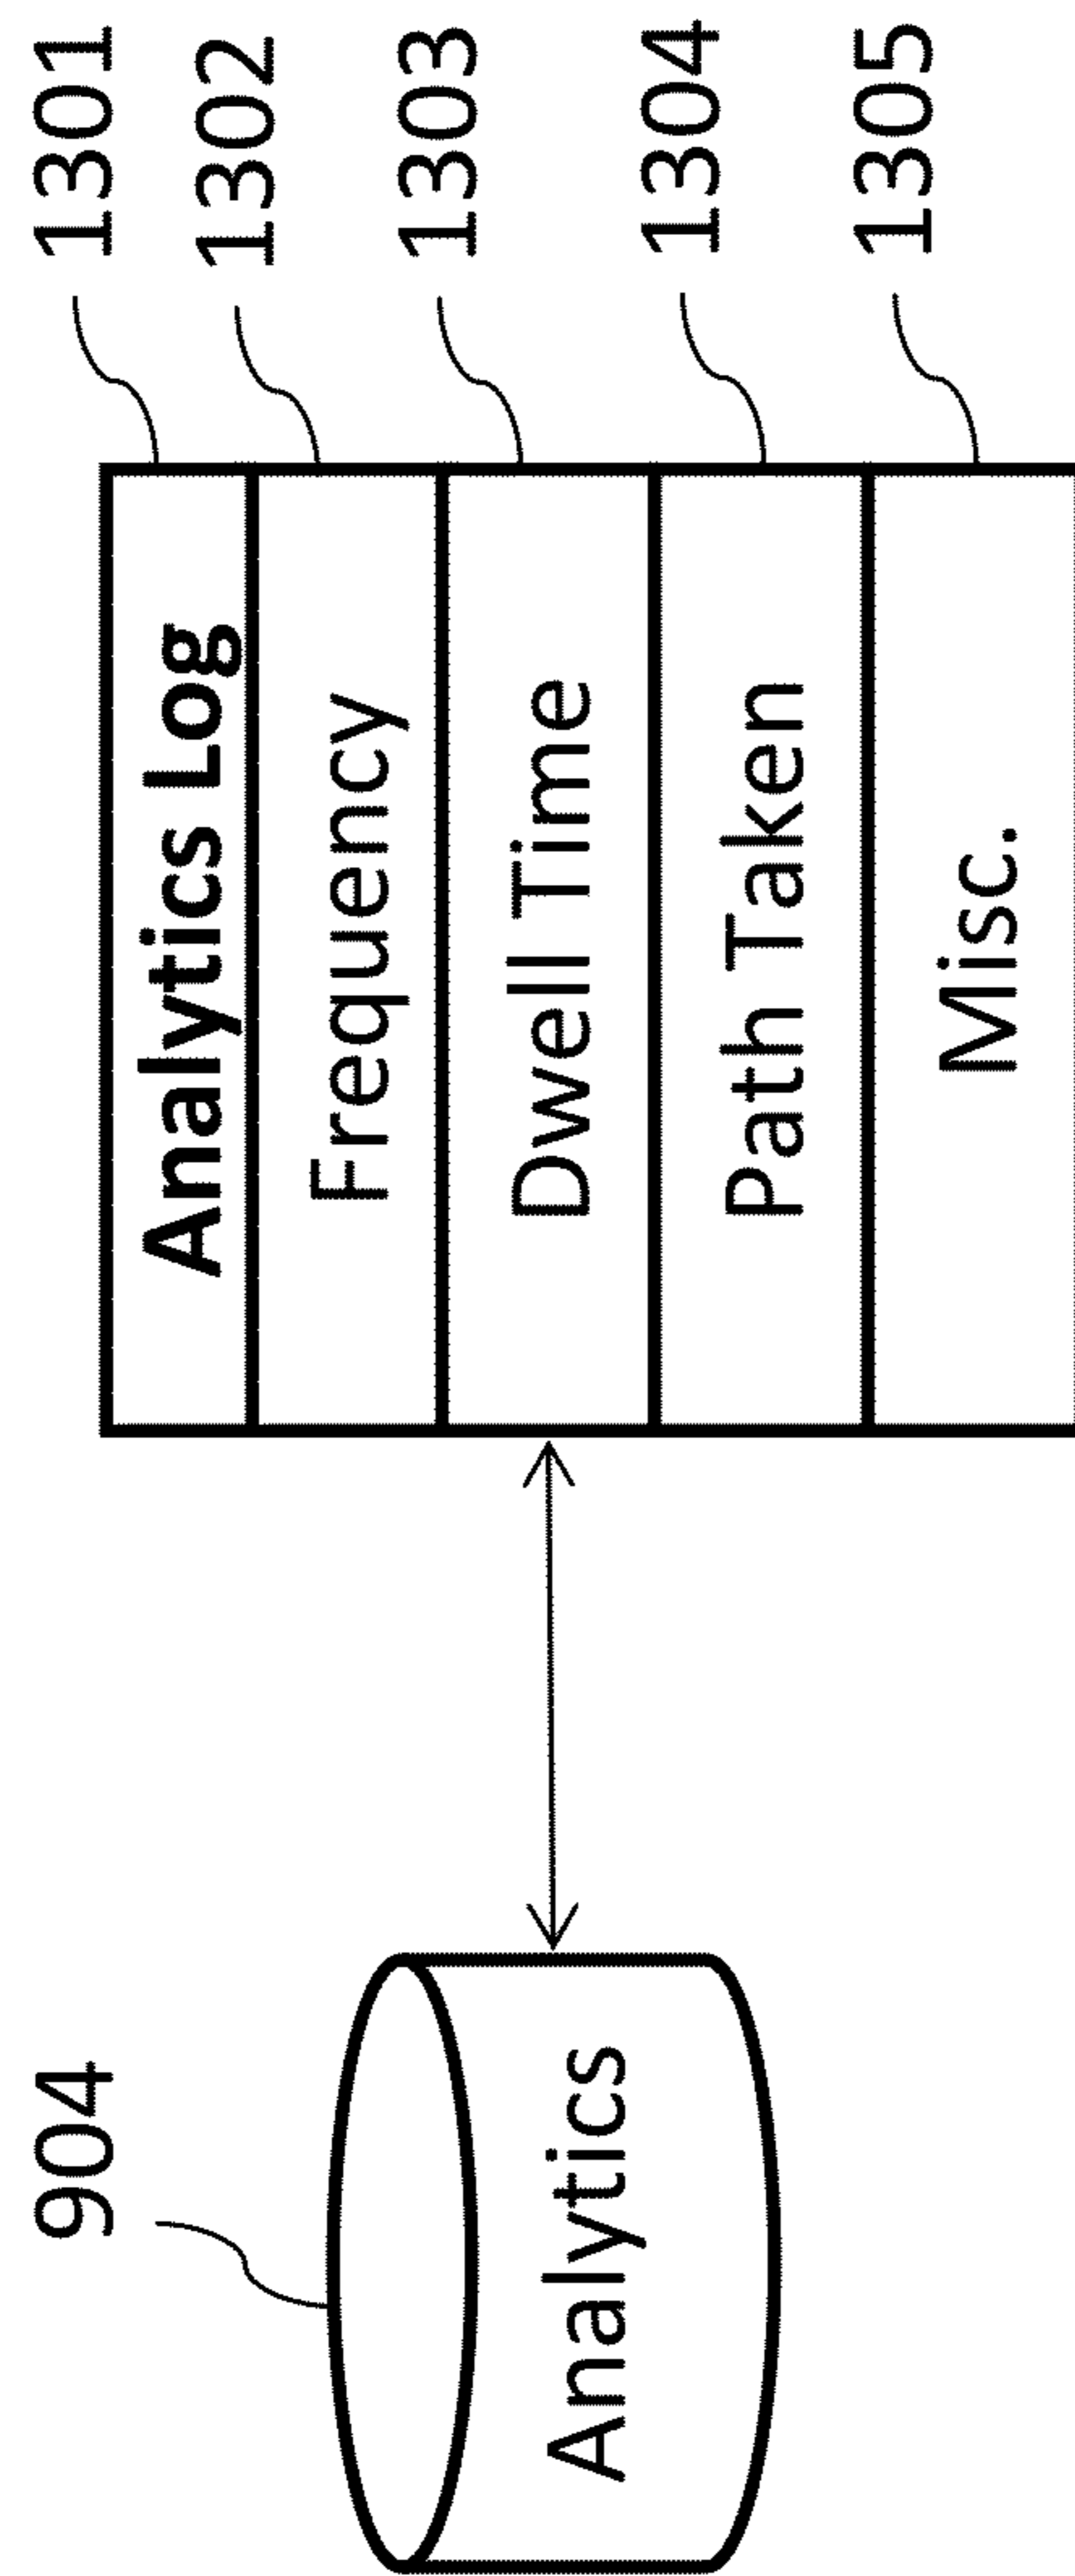 904
Analytics
Analytics Log
Frequency
Dwell Time
Path Taken
Misc.
1301
1302
1303
1304
1305